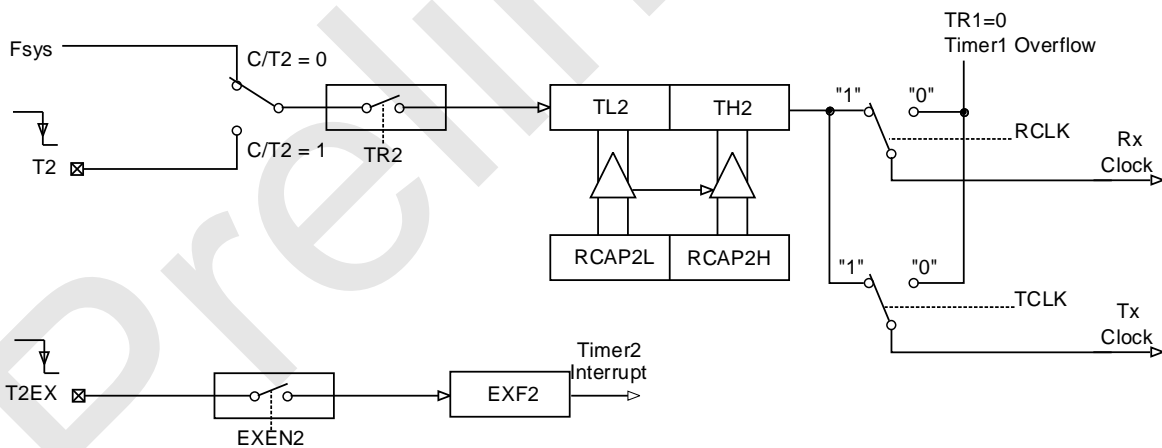 TR1=0
Timer1 Overflow
Fsys
C/T2 = 0
TL2
TH2
"1"
"0"
RCLK
Rx
Clock
T2
C/T2 = 1
TR2
RCAP2L
RCAP2H
"1"
"0"
TCLK
Tx
Clock
T2EX
EXEN2
EXF2
Timer2
Interrupt